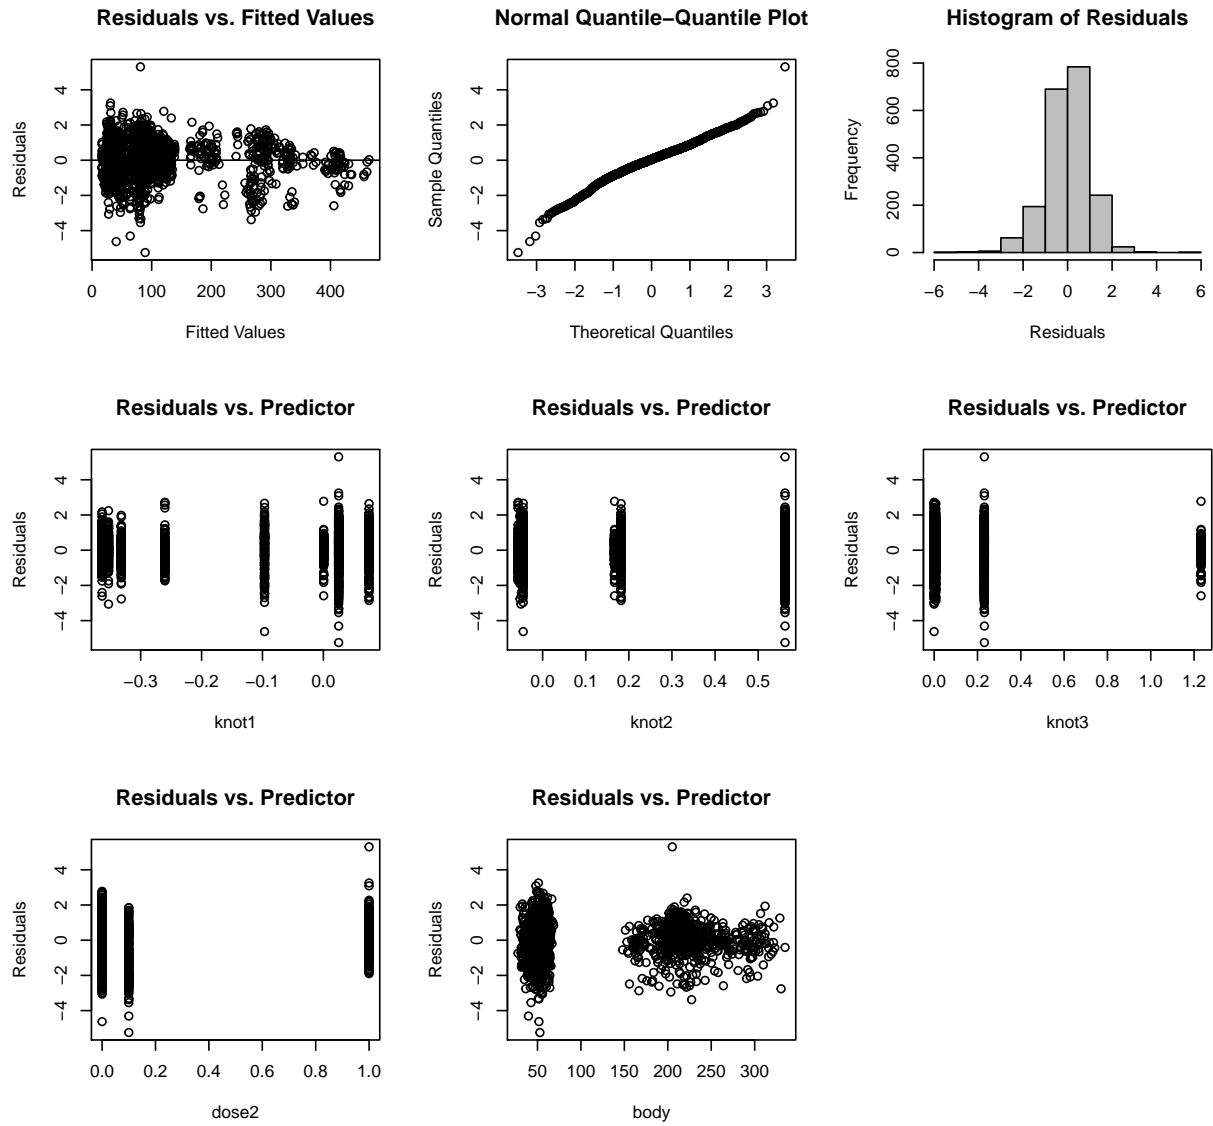 Residuals vs. Fitted Values
Residuals
4
2
0
−2
−4
0 100 200 300 400
Fitted Values
Normal Quantile−Quantile Plot
Sample Quantiles
4
2
0
−2
−4
−3 −2 −1 0 1 2 3
Theoretical Quantiles
Histogram of Residuals
Frequency
800
600
400
200
0
−6 −4 −2 0 2 4 6
Residuals
Residuals vs. Predictor
Residuals
4
2
0
−2
−4
−0.3 −0.2 −0.1 0.0
knot1
Residuals vs. Predictor
Residuals
4
2
0
−2
−4
0.0 0.1 0.2 0.3 0.4 0.5
knot2
Residuals vs. Predictor
Residuals
4
2
0
−2
−4
0.0 0.2 0.4 0.6 0.8 1.0 1.2
knot3
Residuals vs. Predictor
Residuals
4
2
0
−2
−4
0.0 0.2 0.4 0.6 0.8 1.0
dose2
Residuals vs. Predictor
Residuals
4
2
0
−2
−4
50 100 150 200 250 300
body